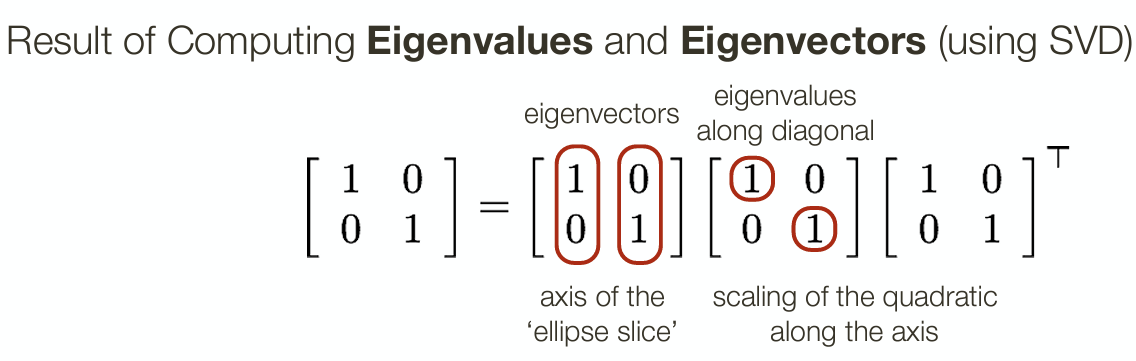 Result of Computing Eigenvalues and Eigenvectors (using SVD)
eigenvectors
eigenvalues
along diagonal
[ 1 0 ; 0 1 ] = [ 1 0 ; 0 1 ] [ 1 0 ; 0 1 ] [ 1 0 ; 0 1 ]⊤
axis of the
‘ellipse slice’
scaling of the quadratic
along the axis